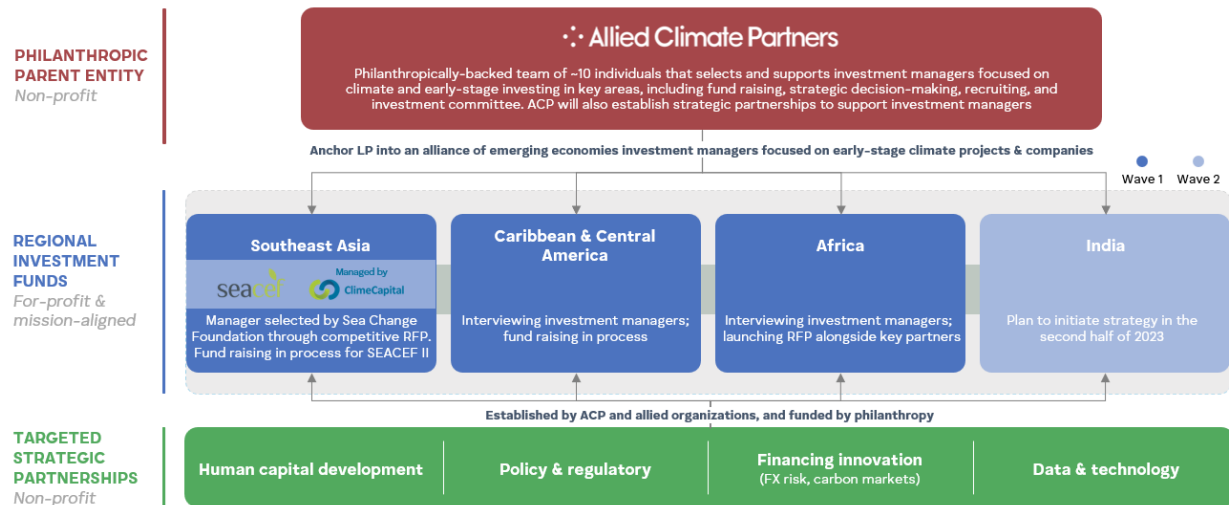 PHILANTHROPIC
PARENT ENTITY
Non-profit
Allied Climate Partners
Philanthropically-backed team of ~10 individuals that selects and supports investment managers focused on
climate and early-stage investing in key areas, including fund raising, strategic decision-making, recruiting, and
investment committee. ACP will also establish strategic partnerships to support investment managers
Anchor LP into an alliance of emerging economies investment managers focused on early-stage climate projects & companies
Wave 1
Wave 2
REGIONAL
INVESTMENT
FUNDS
For-profit &
mission-aligned
Southeast Asia
seacef
Managed by
ClimeCapital
Manager selected by Sea Change
Foundation through competitive RFP.
Fund raising in process for SEACEF II
Caribbean & Central
America
Interviewing investment managers;
fund raising in process
Africa
Interviewing investment managers;
launching RFP alongside key partners
India
Plan to initiate strategy in the
second half of 2023
Established by ACP and allied organizations, and funded by philanthropy
TARGETED
STRATEGIC
PARTNERSHIPS
Non-profit
Human capital development
Policy & regulatory
Financing innovation
(FX risk, carbon markets)
Data & technology